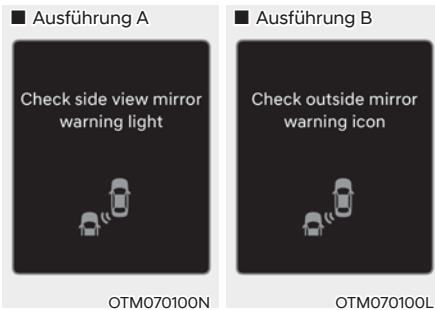 ■ Ausführung A
Check side view mirror
warning light
OTM070100N
■ Ausführung B
Check outside mirror
warning icon
OTM070100L